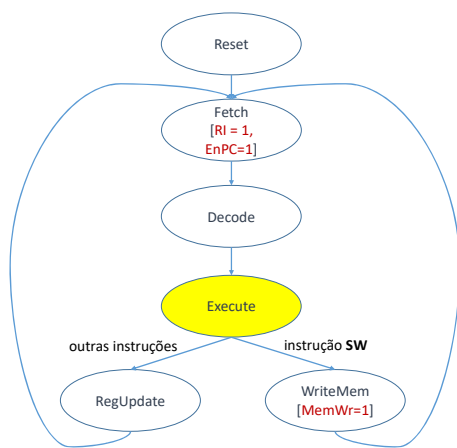 Reset
Fetch
[RI = 1,
EnPC=1]
Decode
Execute
outras instruções
instrução SW
RegUpdate
WriteMem
[MemWr=1]